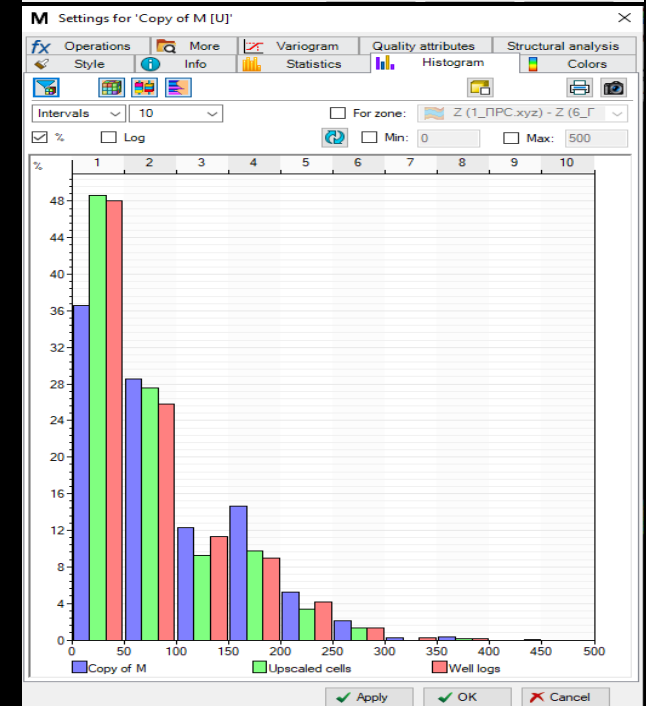 M Settings for 'Copy of M [U]'
fx Operations More Variogram Quality attributes Structural analysis
Style Info Statistics Histogram Colors
Intervals 10 For zone: Z (1_ПРС.xyz) - Z (6_Г
% Log Min: 0 Max: 500
% 1 2 3 4 5 6 7 8 9 10
48
44
40
36
32
28
24
20
16
12
8
4
0
0 50 100 150 200 250 300 350 400 450 500
Copy of M Upscaled cells Well logs
Apply OK Cancel